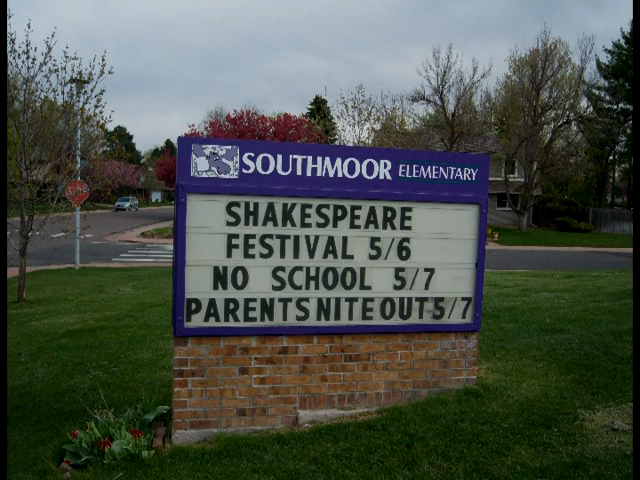 SOUTHMOOR ELEMENTARY
SHAKESPEARE
FESTIVAL 5/6
NO SCHOOL 5/7
PARENTS NITE OUT 5/7